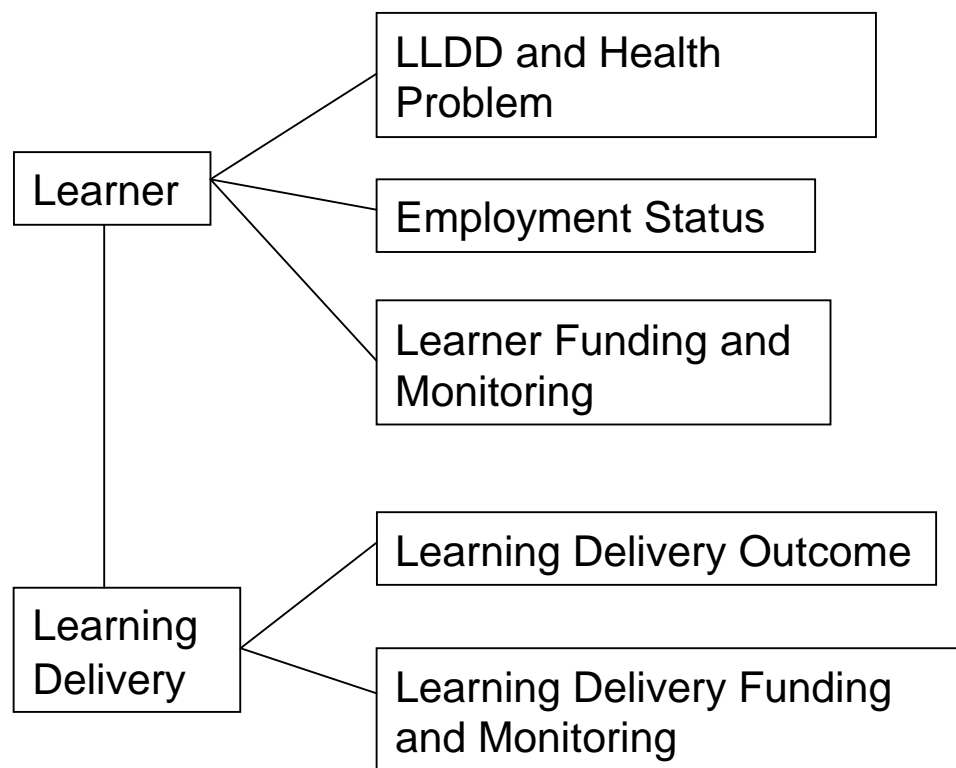 LLDD and Health
Problem
Learner
Employment Status
Learner Funding and
Monitoring
Learning Delivery Outcome
Learning
Delivery
Learning Delivery Funding
and Monitoring